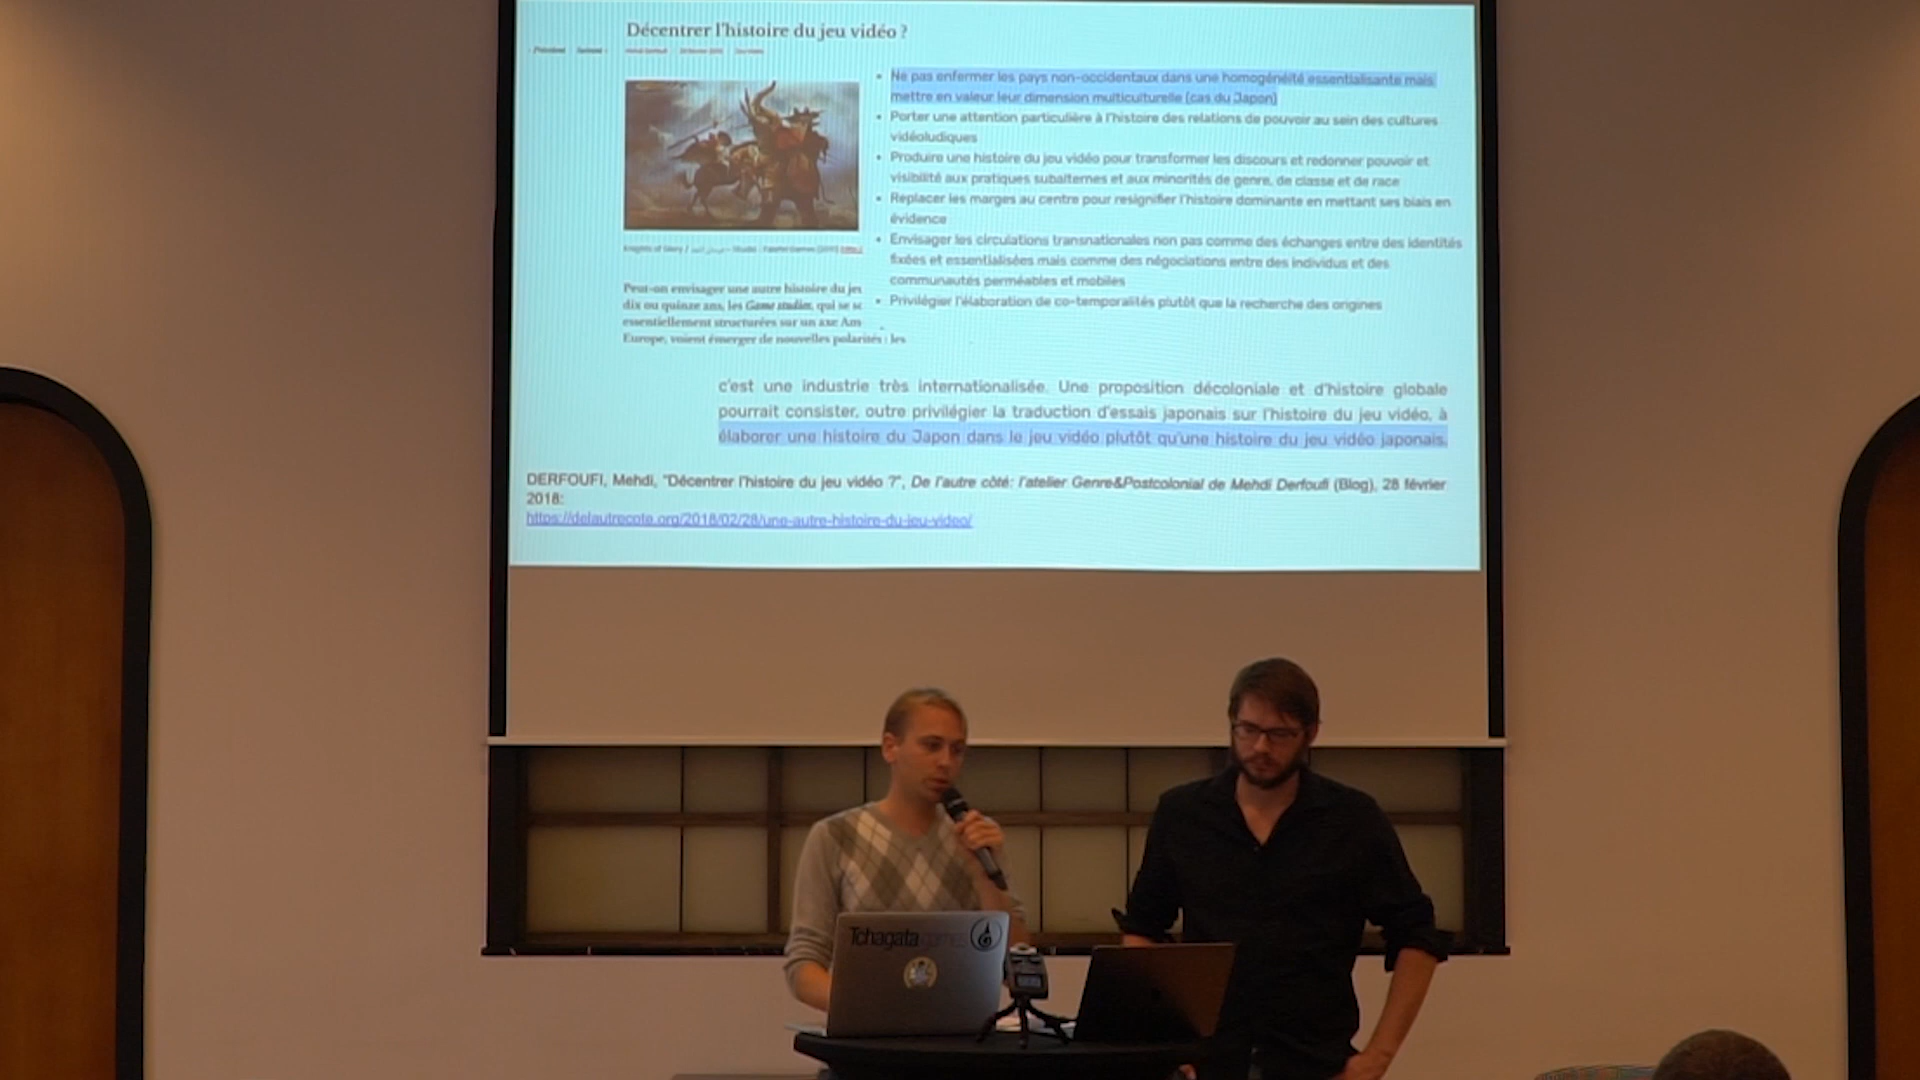 Décentrer l'histoire du jeu vidéo ?
Ne pas enfermer les pays non-occidentaux dans une homogénéité essentialisante mais
mettre en valeur leur dimension multiculturelle (cas du Japon)
Porter une attention particulière à l'histoire des relations de pouvoir au sein des cultures
vidéoludiques
Produire une histoire du jeu vidéo pour transformer les discours et redonner pouvoir et
visibilité aux pratiques subalternes et aux minorités de genre, de classe et de race
Replacer les marges au centre pour resignifier l'histoire dominante en mettant ses biais en
évidence
Envisager les circulations transnationales non pas comme des échanges entre des identités
fixées et essentialisées mais comme des négociations entre des individus et des
communautés perméables et mobiles
Privilégier l'élaboration de co-temporalités plutôt que la recherche des origines
Knights of Glory /
Peut-on envisager une autre histoire du jeu
dix ou quinze ans, les Game studies, qui se
essentiellement structurées sur un axe Am
Europe, voient émerger de nouvelles polarités : les
c'est une industrie très internationalisée. Une proposition décoloniale et d'histoire globale
pourrait consister, outre privilégier la traduction d'essais japonais sur l'histoire du jeu vidéo, à
élaborer une histoire du Japon dans le jeu vidéo plutôt qu'une histoire du jeu vidéo japonais.
DERFOUFI, Mehdi, "Décentrer l'histoire du jeu vidéo ?", De l'autre côté: l'atelier Genre&Postcolonial de Mehdi Derfoufi (Blog), 28 février
2018:
https://delautrecote.org/2018/02/28/une-autre-histoire-du-jeu-video/
Tchagata games